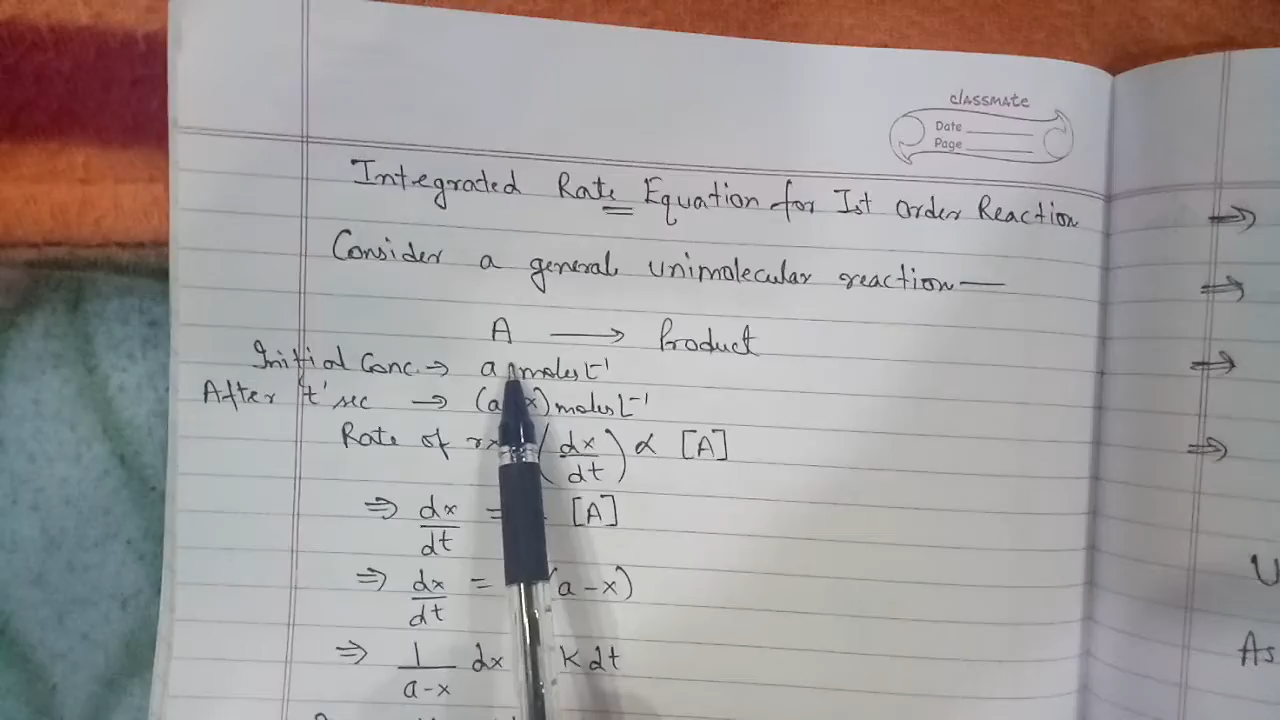 classmate
Date
Page
Integrated Rate Equation for Ist Order Reaction
Consider a general unimolecular reaction —
A → Product
Initial Conc. → a moles L⁻¹
After 't' sec → (a x) moles L⁻¹
Rate of (dx/dt) ∝ [A]
⇒ dx/dt = [A]
⇒ dx/dt = (a-x)
⇒ 1/(a-x) dx K dt
⇒
⇒
⇒
⇒
U
As